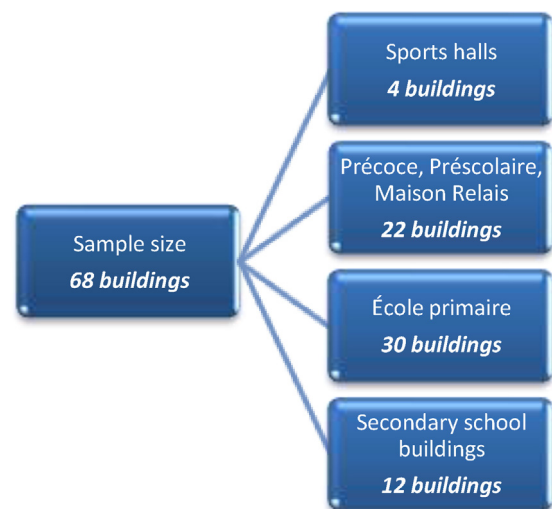 Sports halls
4 buildings
Précoce, Préscolaire,
Maison Relais
22 buildings
Sample size
68 buildings
École primaire
30 buildings
Secondary school
buildings
12 buildings